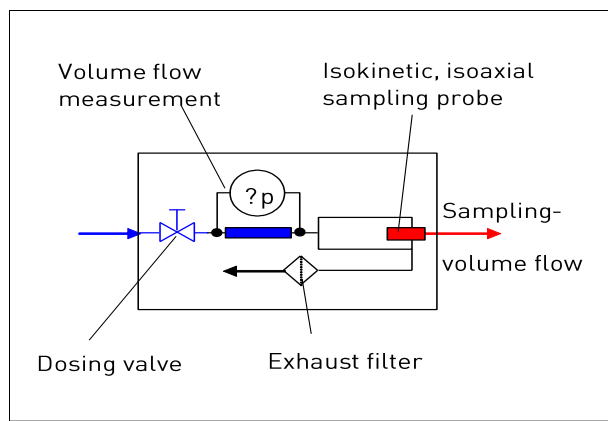 Volume flow
measurement
Isokinetic, isoaxial
sampling probe
?p
Sampling-
volume flow
Dosing valve
Exhaust filter